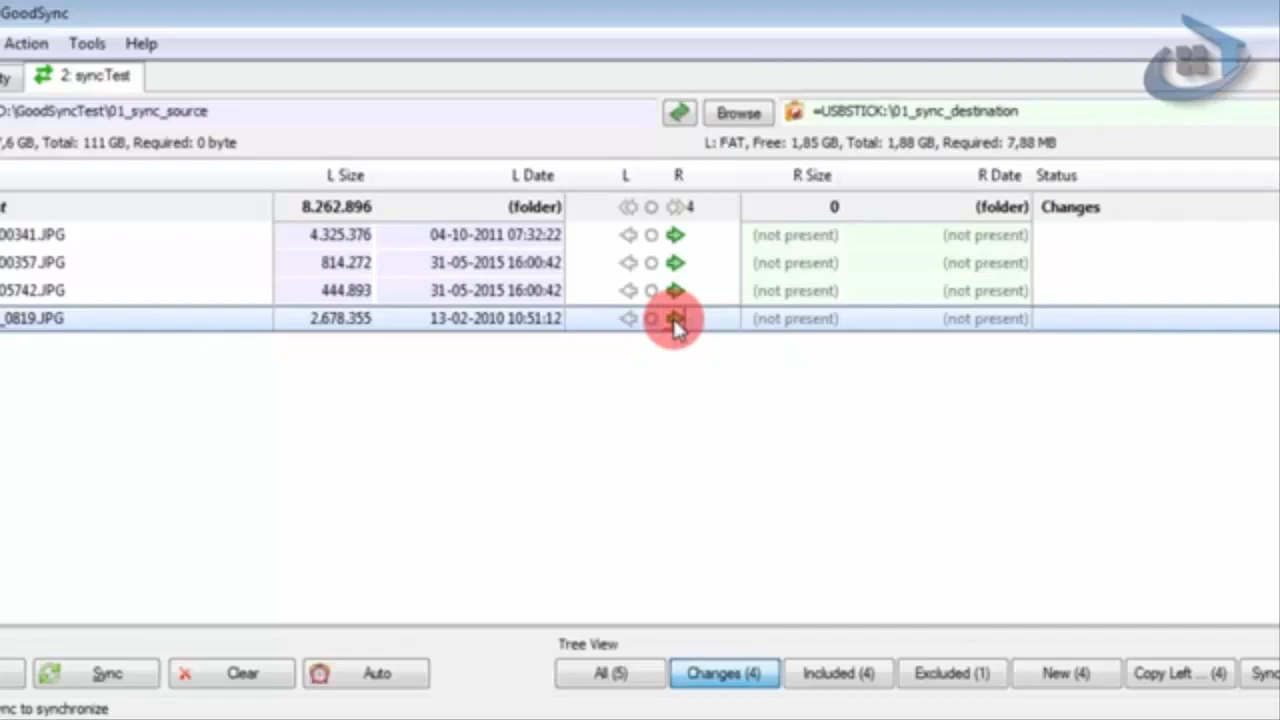 GoodSync
Action Tools Help
ty 2: syncTest
D:\GoodSyncTest\01_sync_source Browse =USBSTICK:\01_sync_destination
7,6 GB, Total: 111 GB, Required: 0 byte L: FAT, Free: 1,85 GB, Total: 1,88 GB, Required: 7,88 MB
L Size L Date L R R Size R Date Status
t 8.262.896 (folder) 4 0 (folder) Changes
00341.JPG 4.325.376 04-10-2011 07:32:22 (not present) (not present)
00357.JPG 814.272 31-05-2015 16:00:42 (not present) (not present)
05742.JPG 444.893 31-05-2015 16:00:42 (not present) (not present)
_0819.JPG 2.678.355 13-02-2010 10:51:12 (not present) (not present)
Tree View
Sync Clear Auto All (5) Changes (4) Included (4) Excluded (1) New (4) Copy Left ... (4) Sync
nc to synchronize